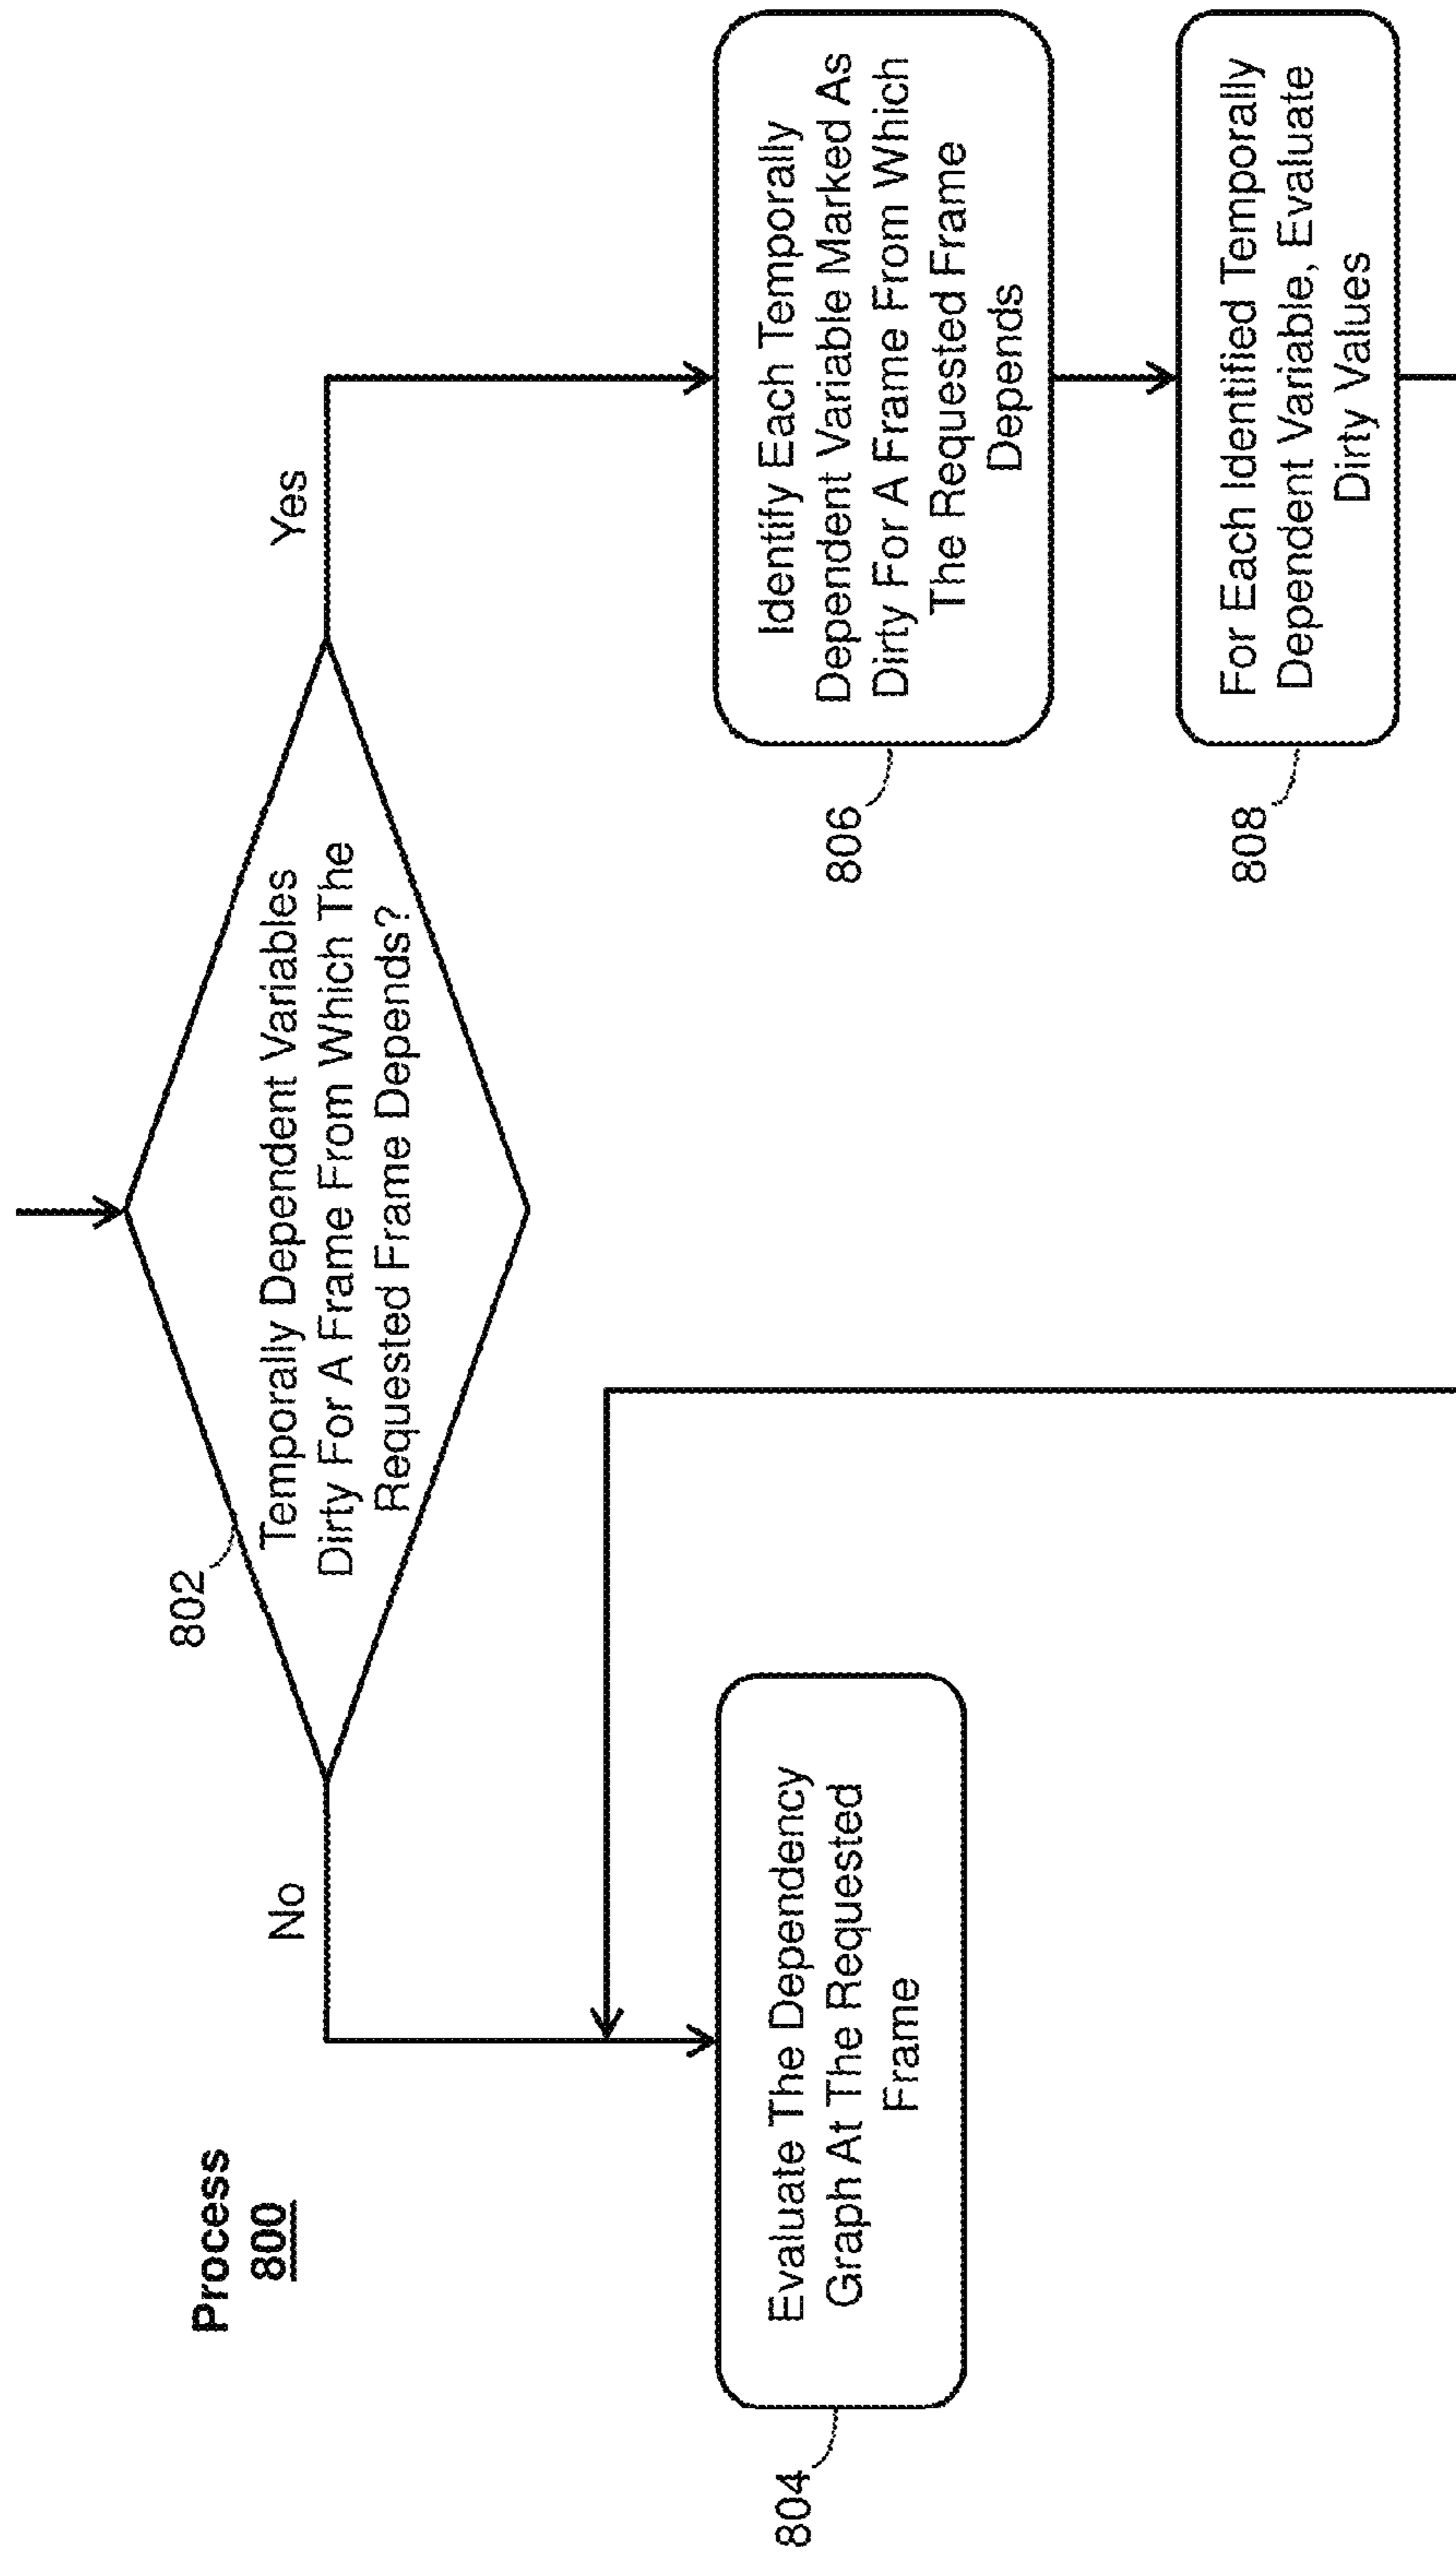 Process
800
802
Temporally Dependent Variables
Dirty For A Frame From Which The
Requested Frame Depends?
No
Yes
804
Evaluate The Dependency
Graph At The Requested
Frame
806
Identify Each Temporally
Dependent Variable Marked As
Dirty For A Frame From Which
The Requested Frame
Depends
808
For Each Identified Temporally
Dependent Variable, Evaluate
Dirty Values